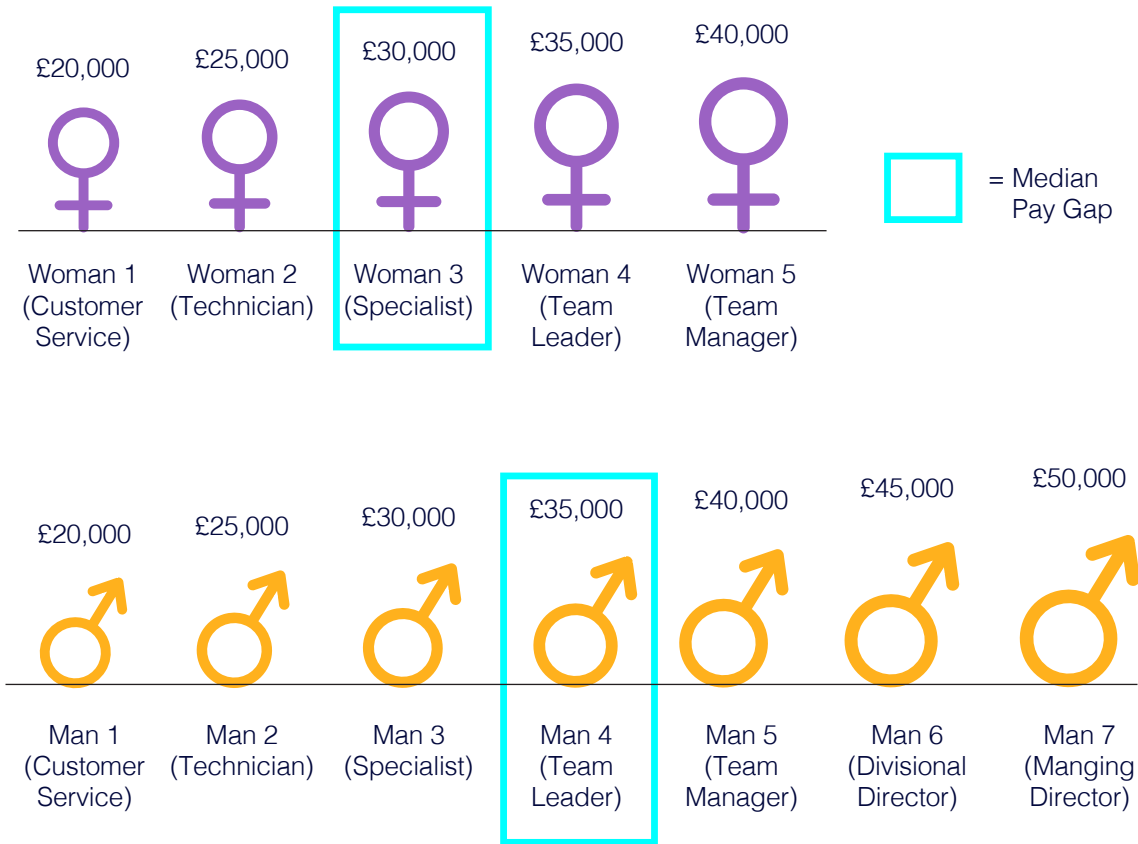 £20,000
£25,000
£30,000
£35,000
£40,000
= Median
Pay Gap
Woman 1
(Customer
Service)
Woman 2
(Technician)
Woman 3
(Specialist)
Woman 4
(Team
Leader)
Woman 5
(Team
Manager)
£20,000
£25,000
£30,000
£35,000
£40,000
£45,000
£50,000
Man 1
(Customer
Service)
Man 2
(Technician)
Man 3
(Specialist)
Man 4
(Team
Leader)
Man 5
(Team
Manager)
Man 6
(Divisional
Director)
Man 7
(Manging
Director)